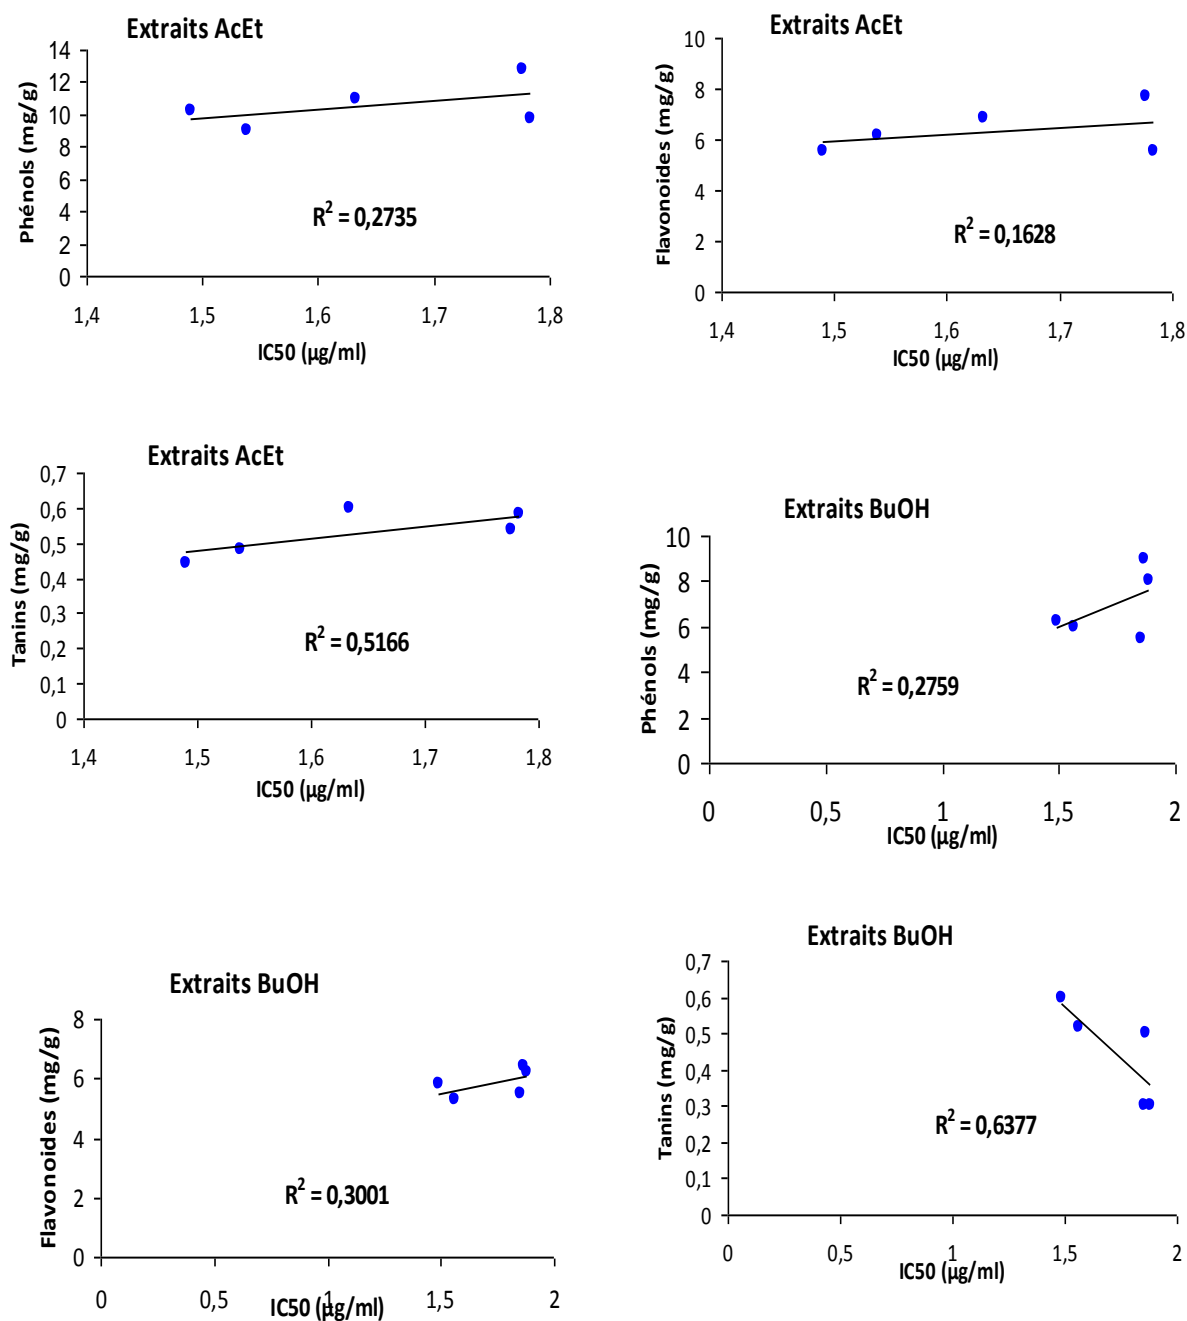 Extraits AcEt
Phénols (mg/g)
14
12
10
8
6
4
2
0
R² = 0,2735
1,4 1,5 1,6 1,7 1,8
IC50 (µg/ml)
Extraits AcEt
Flavonoides (mg/g)
10
8
6
4
2
0
R² = 0,1628
1,4 1,5 1,6 1,7 1,8
IC50 (µg/ml)
Extraits AcEt
Tanins (mg/g)
0,7
0,6
0,5
0,4
0,3
0,2
0,1
0
R² = 0,5166
1,4 1,5 1,6 1,7 1,8
IC50 (µg/ml)
Extraits BuOH
Phénols (mg/g)
10
8
6
4
2
0
R² = 0,2759
0 0,5 1 1,5 2
IC50 (µg/ml)
Extraits BuOH
Flavonoides (mg/g)
8
6
4
2
0
R² = 0,3001
0 0,5 1 1,5 2
IC50 (µg/ml)
Extraits BuOH
Tanins (mg/g)
0,7
0,6
0,5
0,4
0,3
0,2
0,1
0
R² = 0,6377
0 0,5 1 1,5 2
IC50 (µg/ml)